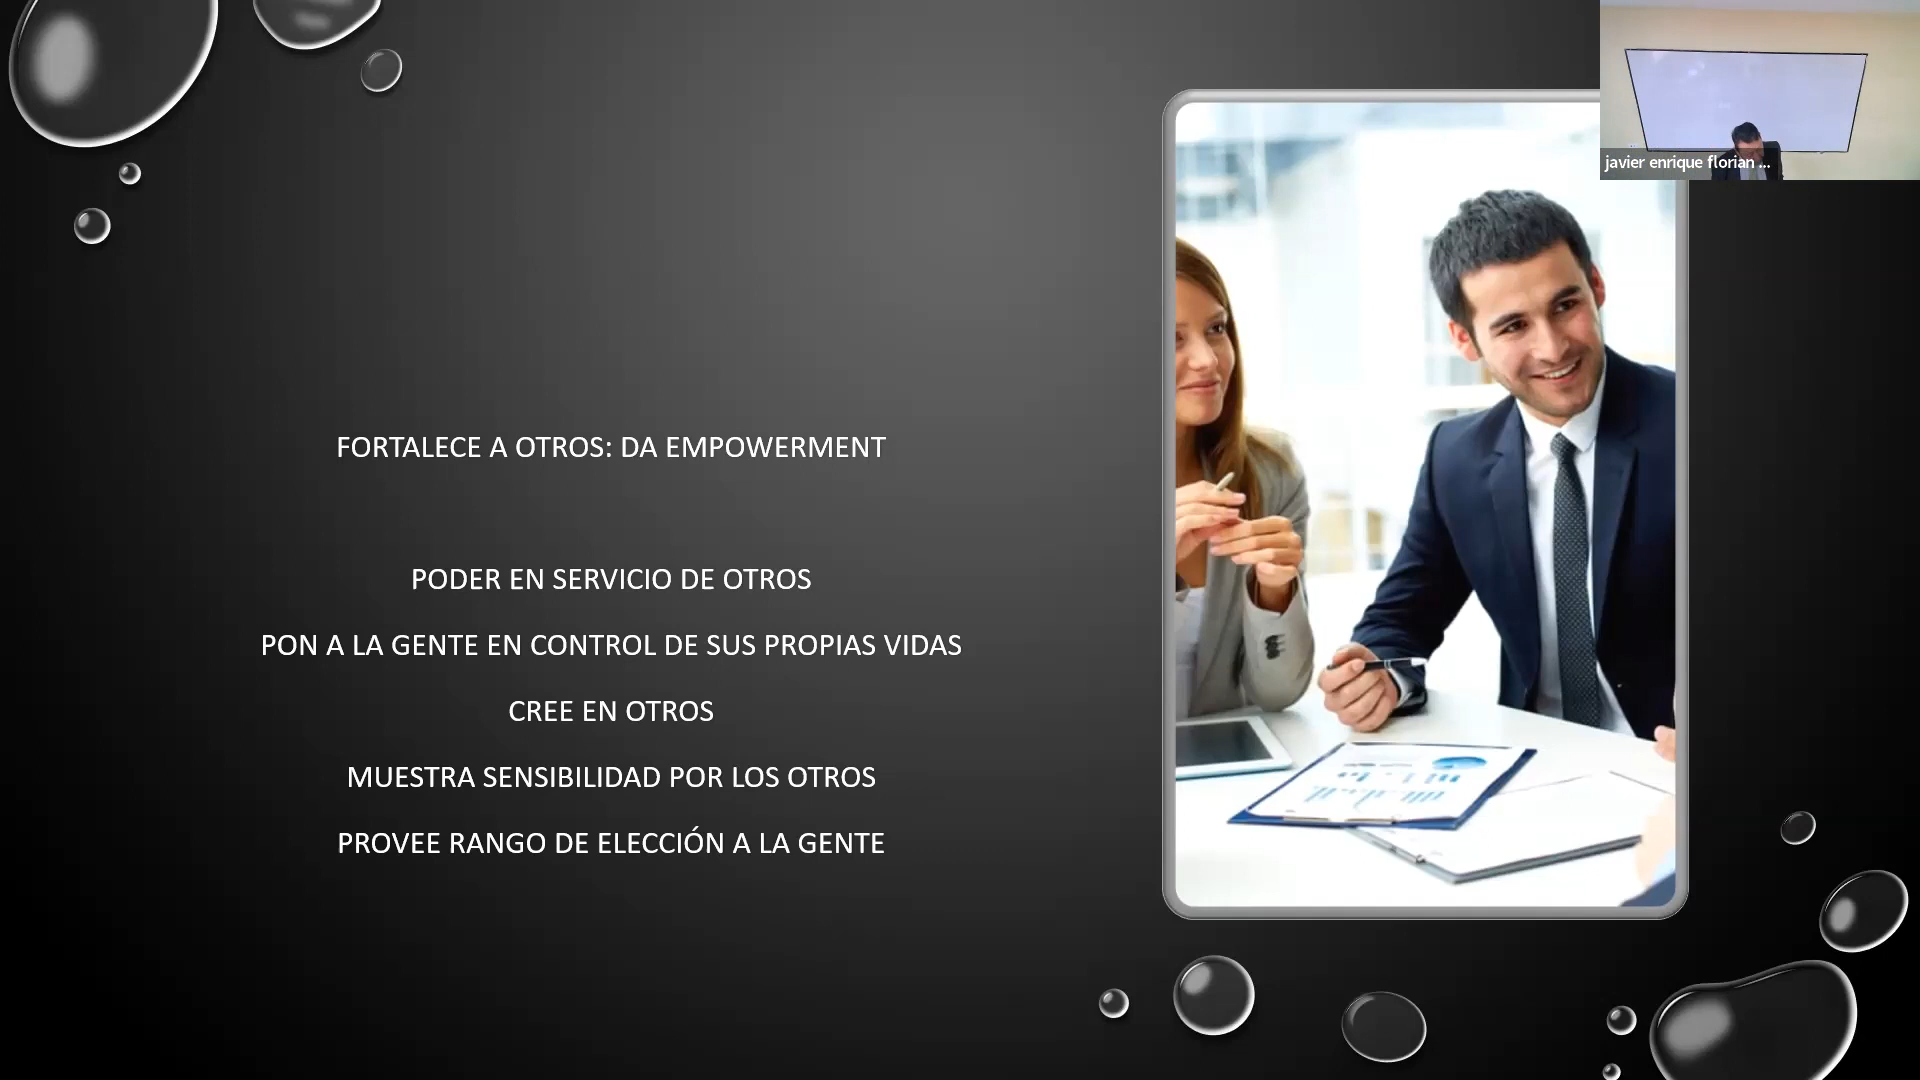 javier enrique florian ...
FORTALECE A OTROS: DA EMPOWERMENT
PODER EN SERVICIO DE OTROS
PON A LA GENTE EN CONTROL DE SUS PROPIAS VIDAS
CREE EN OTROS
MUESTRA SENSIBILIDAD POR LOS OTROS
PROVEE RANGO DE ELECCIÓN A LA GENTE